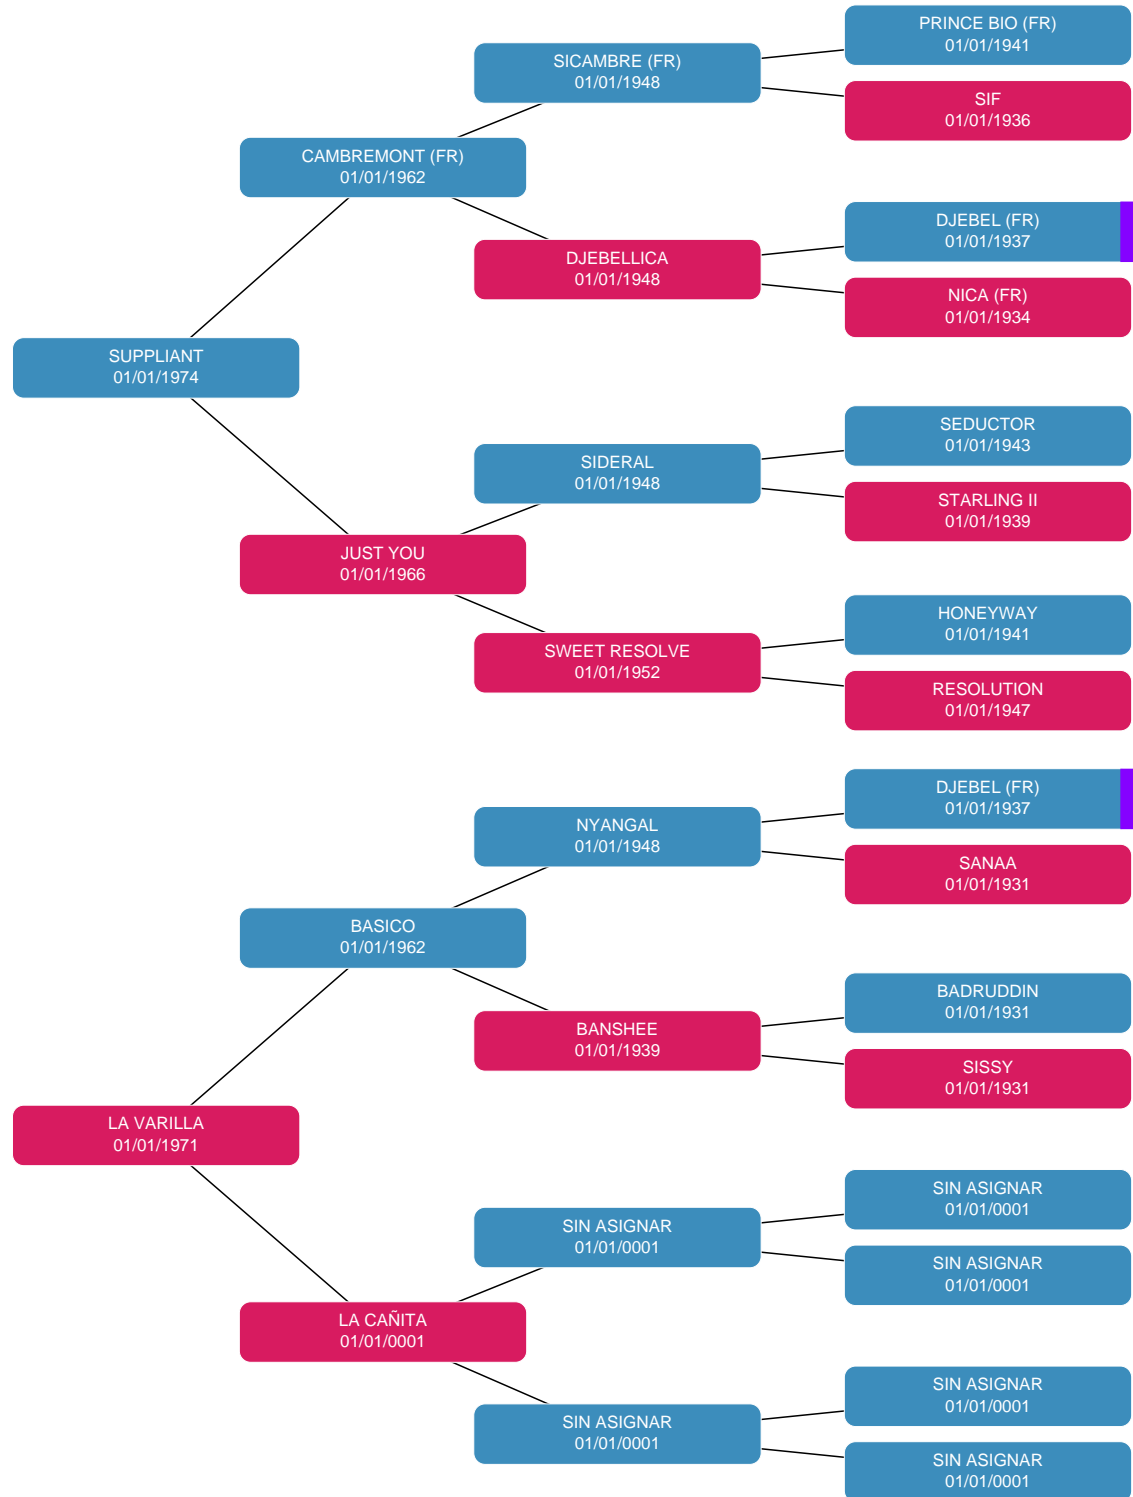 PRINCE BIO (FR)
01/01/1941
SICAMBRE (FR)
01/01/1948
SIF
01/01/1936
CAMBREMONT (FR)
01/01/1962
DJEBEL (FR)
01/01/1937
DJEBELLICA
01/01/1948
NICA (FR)
01/01/1934
SUPPLIANT
01/01/1974
SEDUCTOR
01/01/1943
SIDERAL
01/01/1948
STARLING II
01/01/1939
JUST YOU
01/01/1966
HONEYWAY
01/01/1941
SWEET RESOLVE
01/01/1952
RESOLUTION
01/01/1947
DJEBEL (FR)
01/01/1937
NYANGAL
01/01/1948
SANAA
01/01/1931
BASICO
01/01/1962
BADRUDDIN
01/01/1931
BANSHEE
01/01/1939
SISSY
01/01/1931
LA VARILLA
01/01/1971
SIN ASIGNAR
01/01/0001
SIN ASIGNAR
01/01/0001
SIN ASIGNAR
01/01/0001
LA CAÑITA
01/01/0001
SIN ASIGNAR
01/01/0001
SIN ASIGNAR
01/01/0001
SIN ASIGNAR
01/01/0001